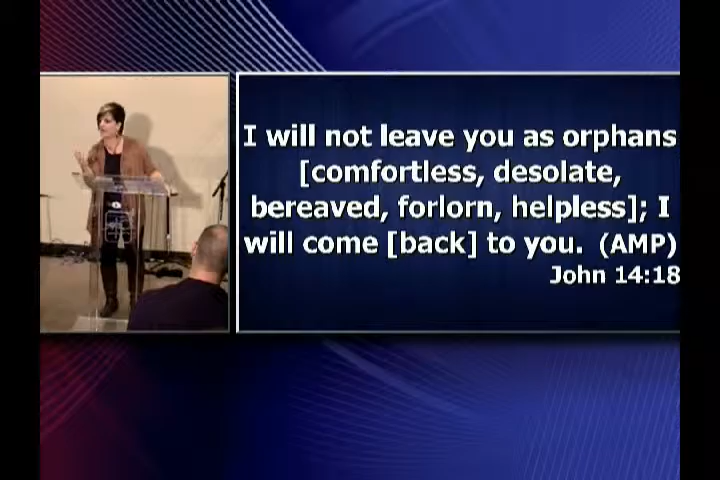 I will not leave you as orphans
[comfortless, desolate,
bereaved, forlorn, helpless]; I
will come [back] to you. (AMP)
John 14:18